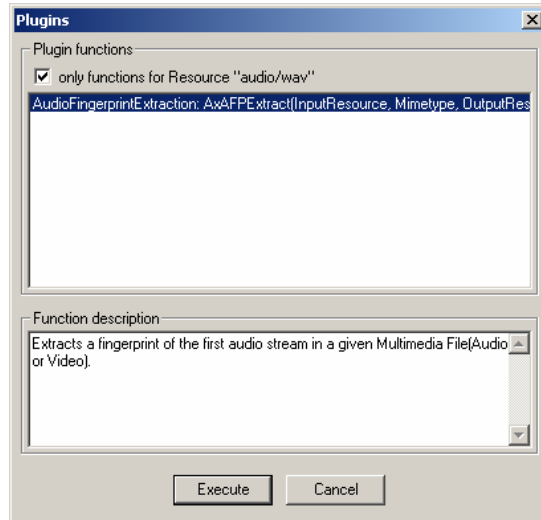 Plugins
Plugin functions
only functions for Resource "audio/wav"
AudioFingerprintExtraction: AxAFPExtract(InputResource, Mimetype, OutputRes
Function description
Extracts a fingerprint of the first audio stream in a given Multimedia File(Audio
or Video).
Execute Cancel